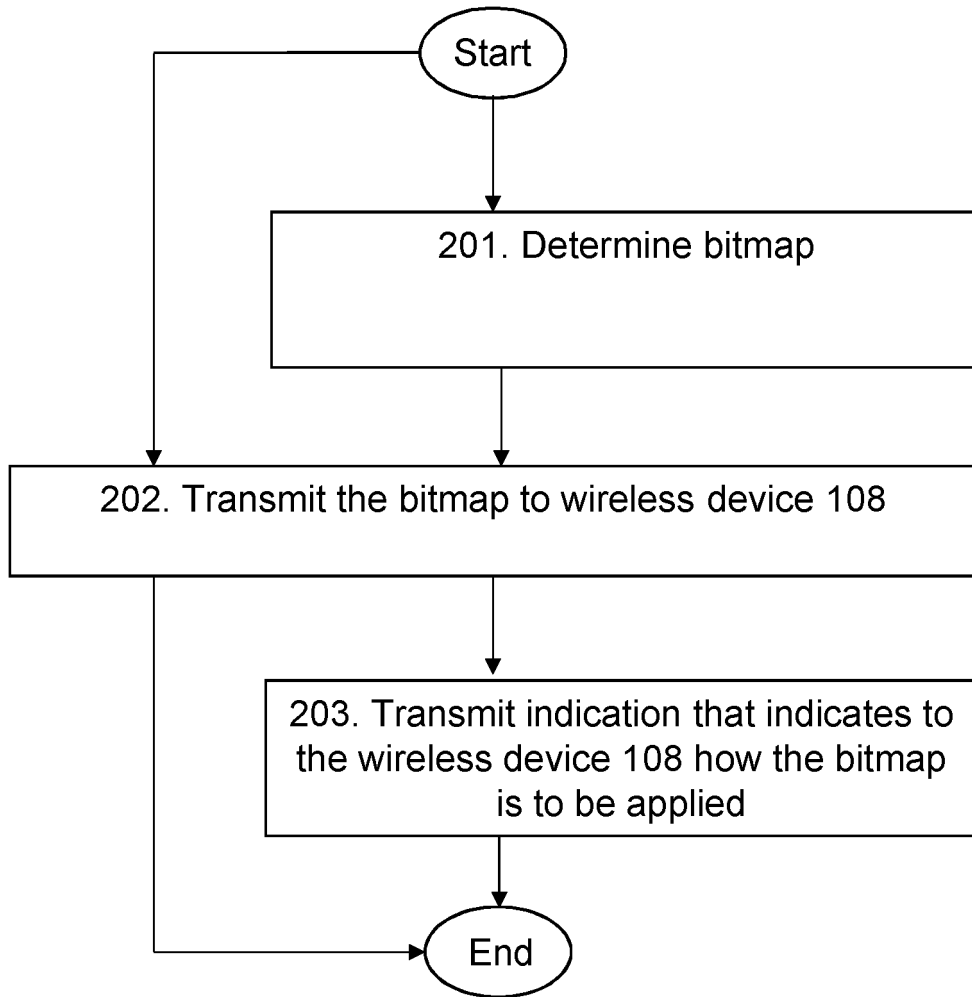 Start
201. Determine bitmap
202. Transmit the bitmap to wireless device 108
203. Transmit indication that indicates to
the wireless device 108 how the bitmap
is to be applied
End